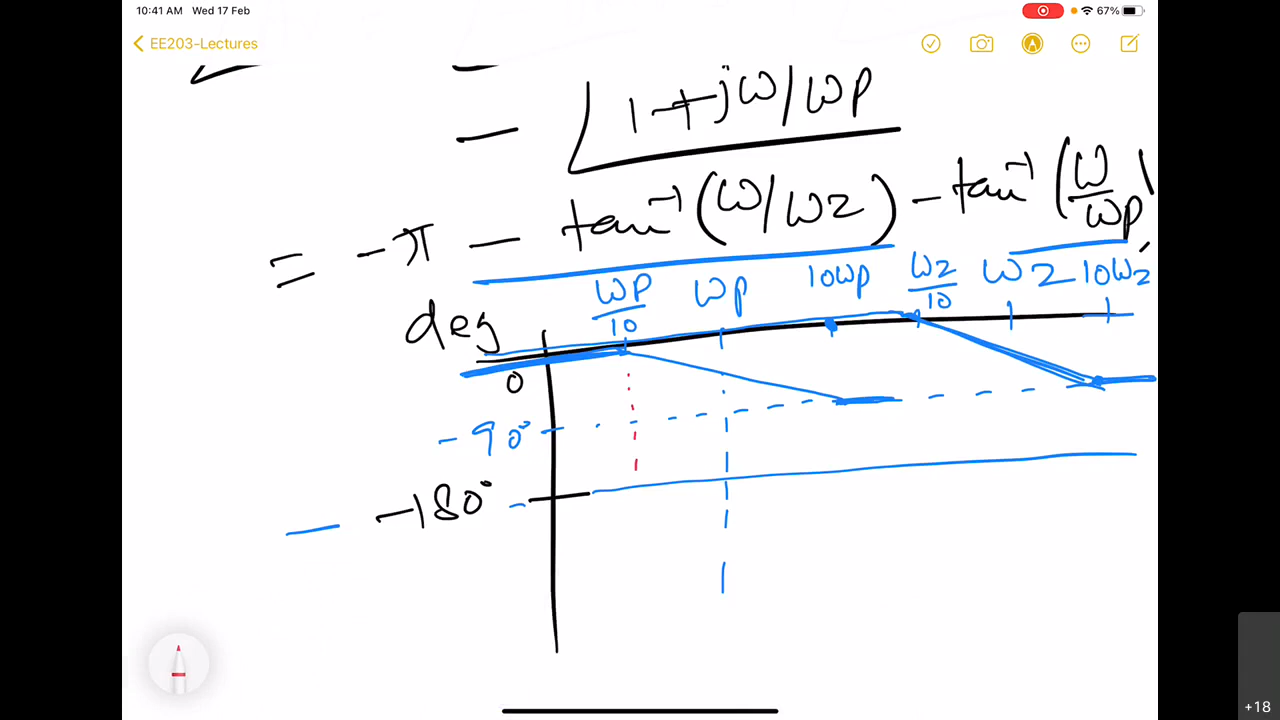 10:41 AM Wed 17 Feb
67%
EE203-Lectures
= - 1+jω/ωp
= -π - tan⁻¹(ω/ωz) - tan⁻¹(ω/ωp)
ωp/10 ωp 10ωp ωz/10 ωz 10ωz
deg
0
-90°
-180°
+18